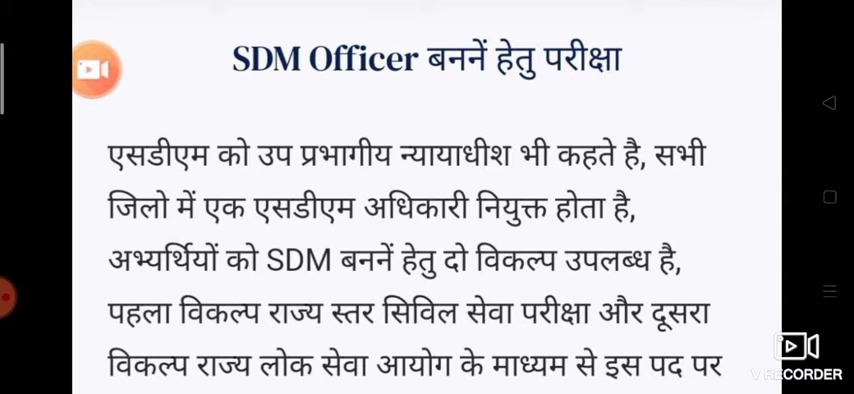 SDM Officer बननें हेतु परीक्षा
एसडीएम को उप प्रभागीय न्यायाधीश भी कहते है, सभी
जिलो में एक एसडीएम अधिकारी नियुक्त होता है,
अभ्यर्थियों को SDM बननें हेतु दो विकल्प उपलब्ध है,
पहला विकल्प राज्य स्तर सिविल सेवा परीक्षा और दूसरा
विकल्प राज्य लोक सेवा आयोग के माध्यम से इस पद पर
V RECORDER